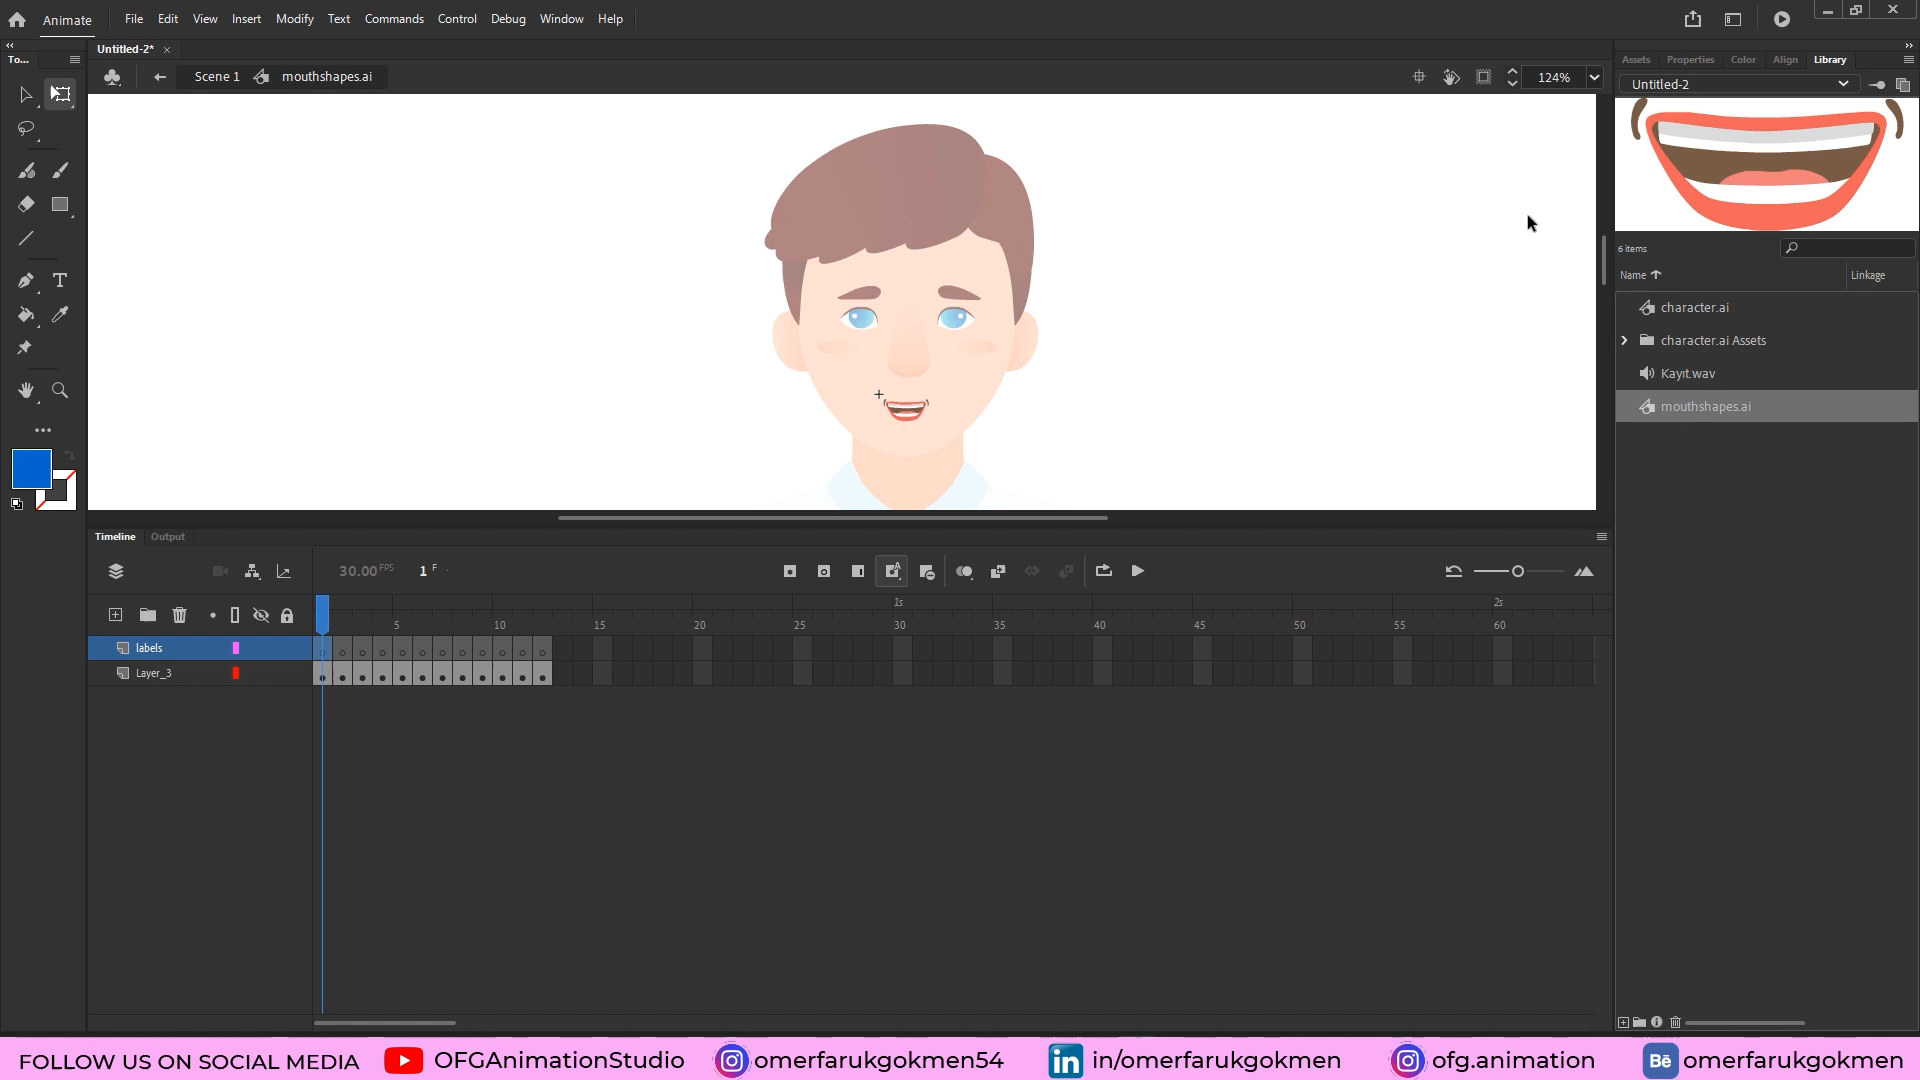 Animate File Edit View Insert Modify Text Commands Control Debug Window Help
Untitled-2*
To...
Scene 1 mouthshapes.ai 124%
Assets Properties Color Align Library
Untitled-2
6 items
Name Linkage
character.ai
character.ai Assets
Kayıt.wav
mouthshapes.ai
T
Timeline Output
30.00 FPS 1 F
1s 2s
5 10 15 20 25 30 35 40 45 50 55 60
labels
Layer_3
FOLLOW US ON SOCIAL MEDIA OFGAnimationStudio omerfarukgokmen54 in in/omerfarukgokmen ofg.animation Bē omerfarukgokmen